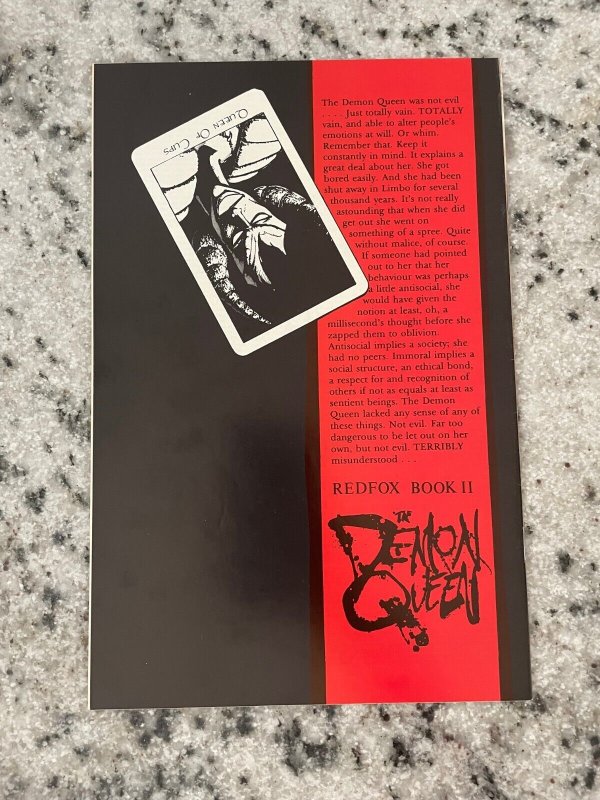 QUEEN OF CUPS
The Demon Queen was not evil
. . . . Just totally vain. TOTALLY
vain, and able to alter people's
emotions at will. Or whim.
Remember that. Keep it
constantly in mind. It explains a
great deal about her. She got
bored easily. And she had been
shut away in Limbo for several
thousand years. It's not really
astounding that when she did
get out she went on
something of a spree. Quite
without malice, of course.
If someone had pointed
out to her that her
behaviour was perhaps
a little antisocial, she
would have given the
notion at least, oh, a
millisecond's thought before she
zapped them to oblivion.
Antisocial implies a society; she
had no peers. Immoral implies a
social structure, an ethical bond,
a respect for and recognition of
others if not as equals at least as
sentient beings. The Demon
Queen lacked any sense of any of
these things. Not evil. Far too
dangerous to be let out on her
own, but not evil. TERRIBLY
misunderstood . . .
REDFOX BOOK II
THE
DEMON
QUEEN